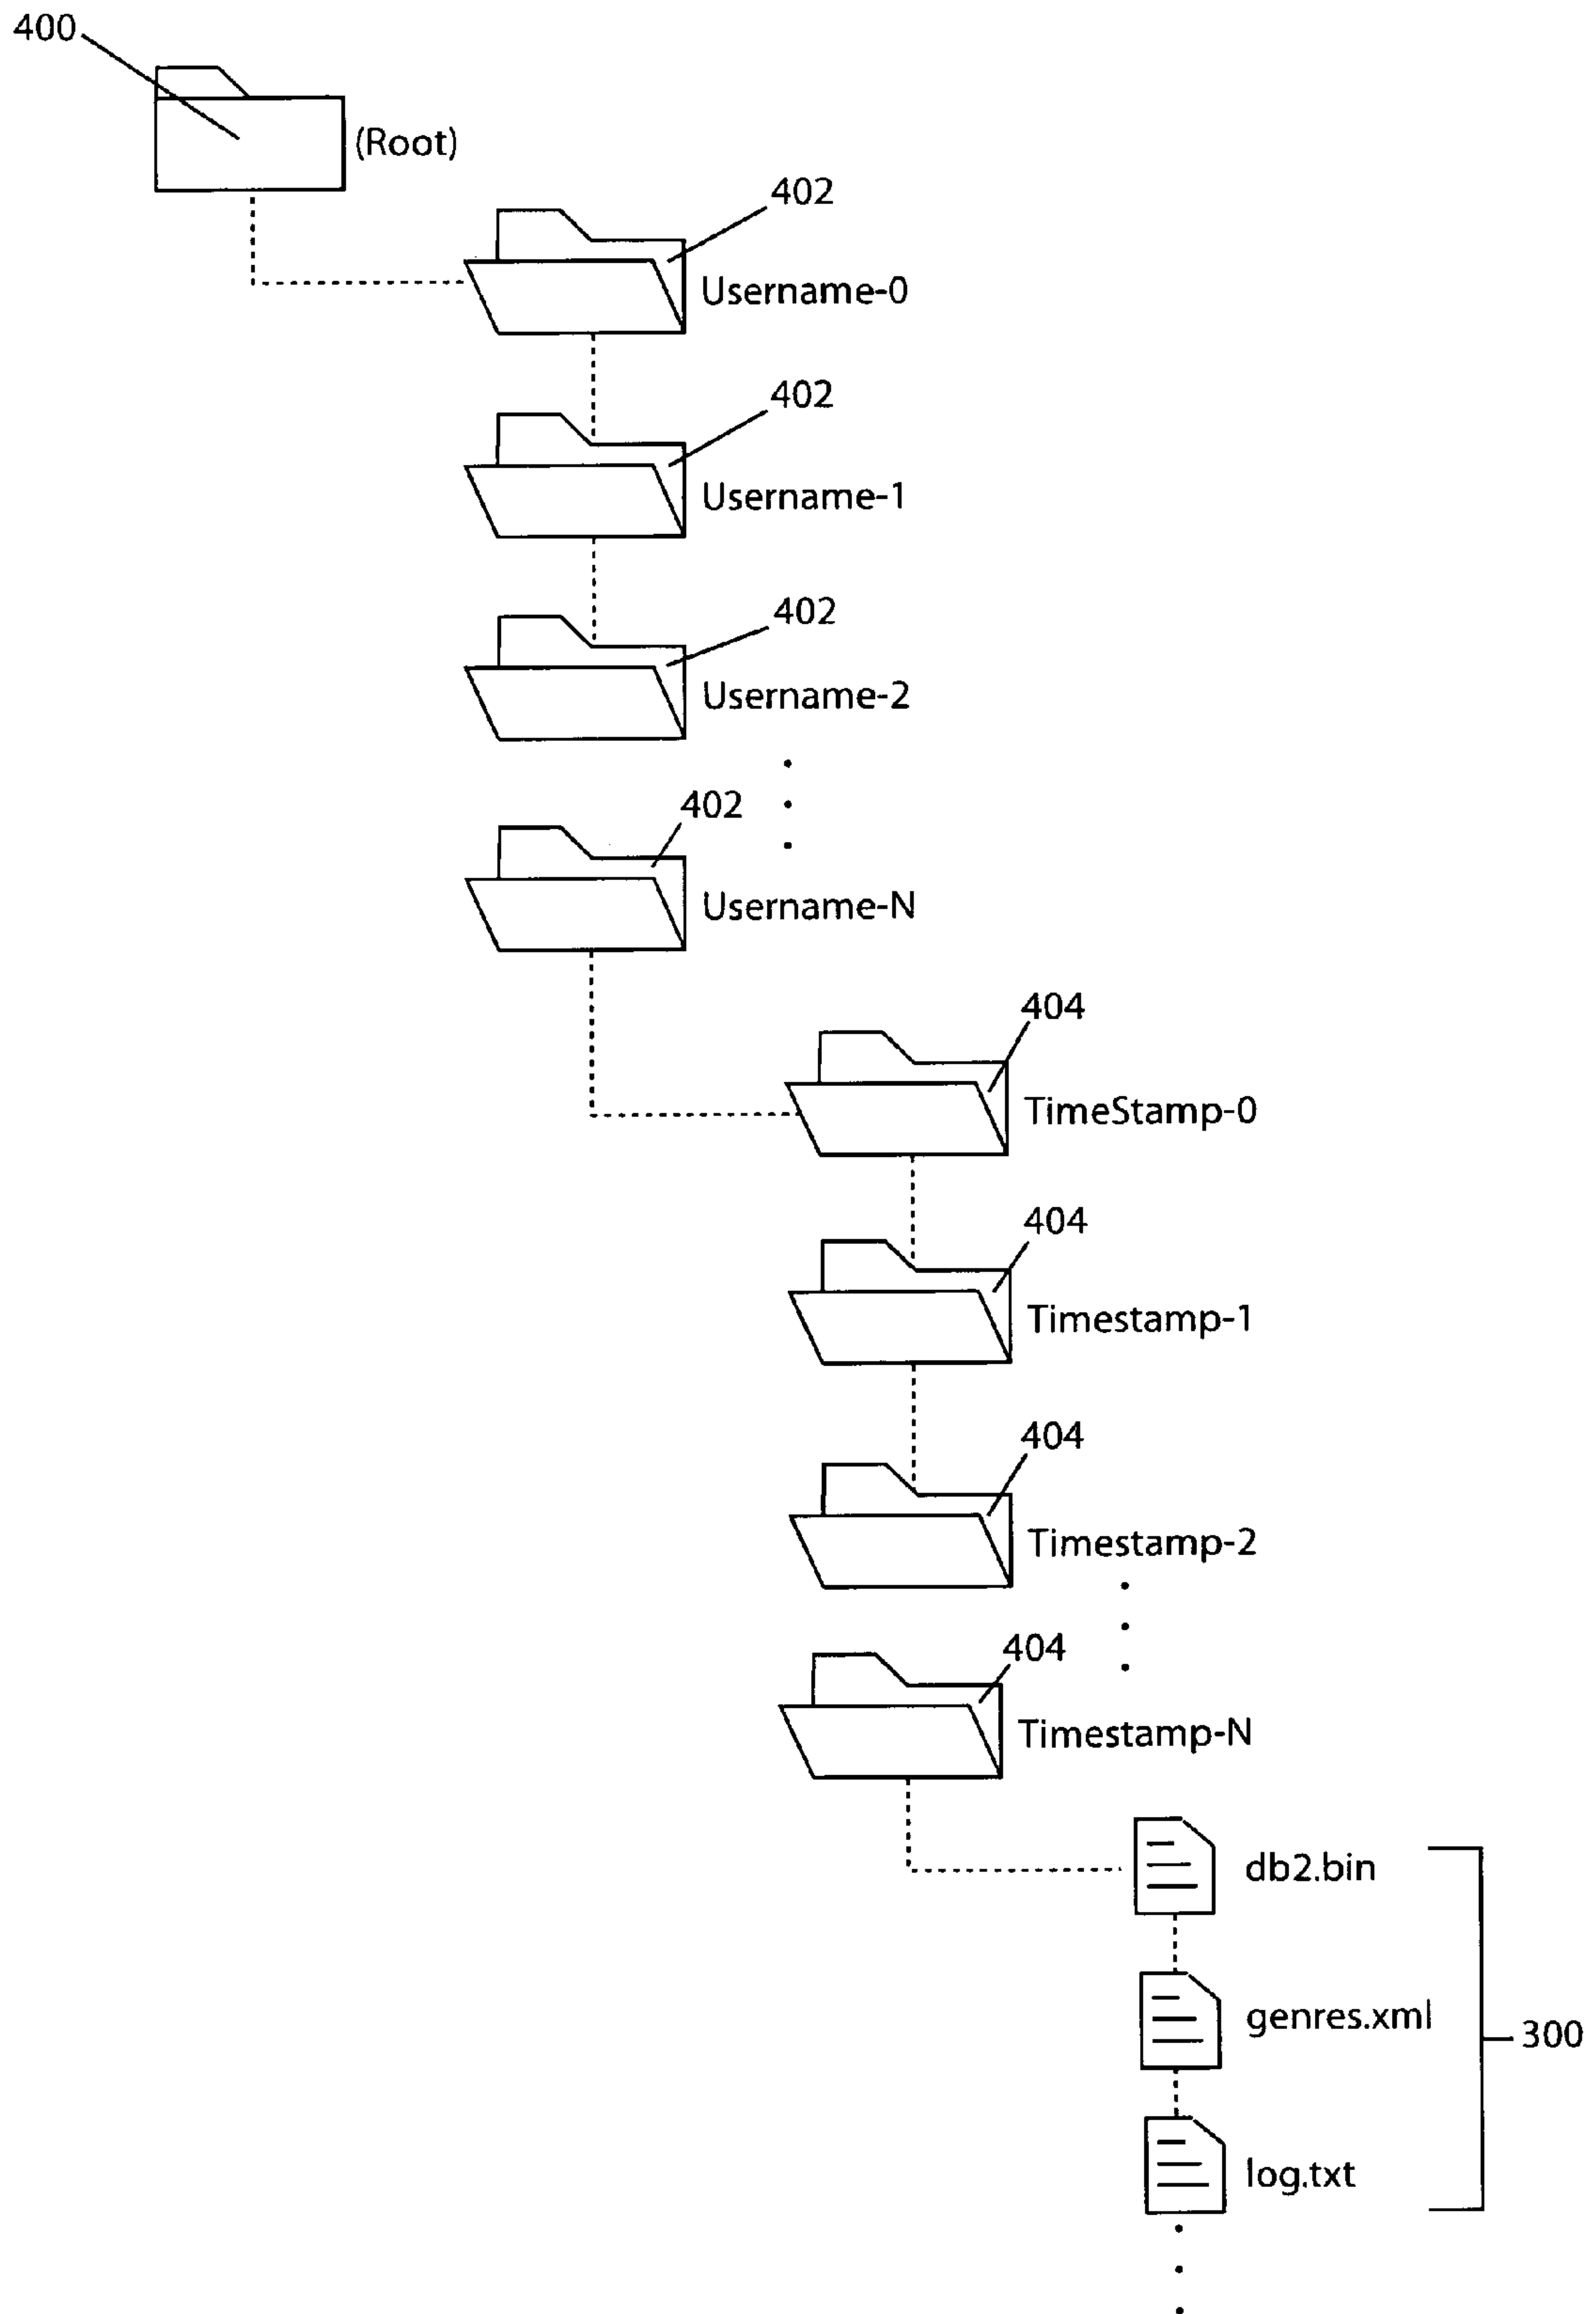 400
(Root)
402
Username-0
402
Username-1
402
Username-2
402
Username-N
404
TimeStamp-0
404
Timestamp-1
404
Timestamp-2
404
Timestamp-N
db2.bin
genres.xml
300
log.txt